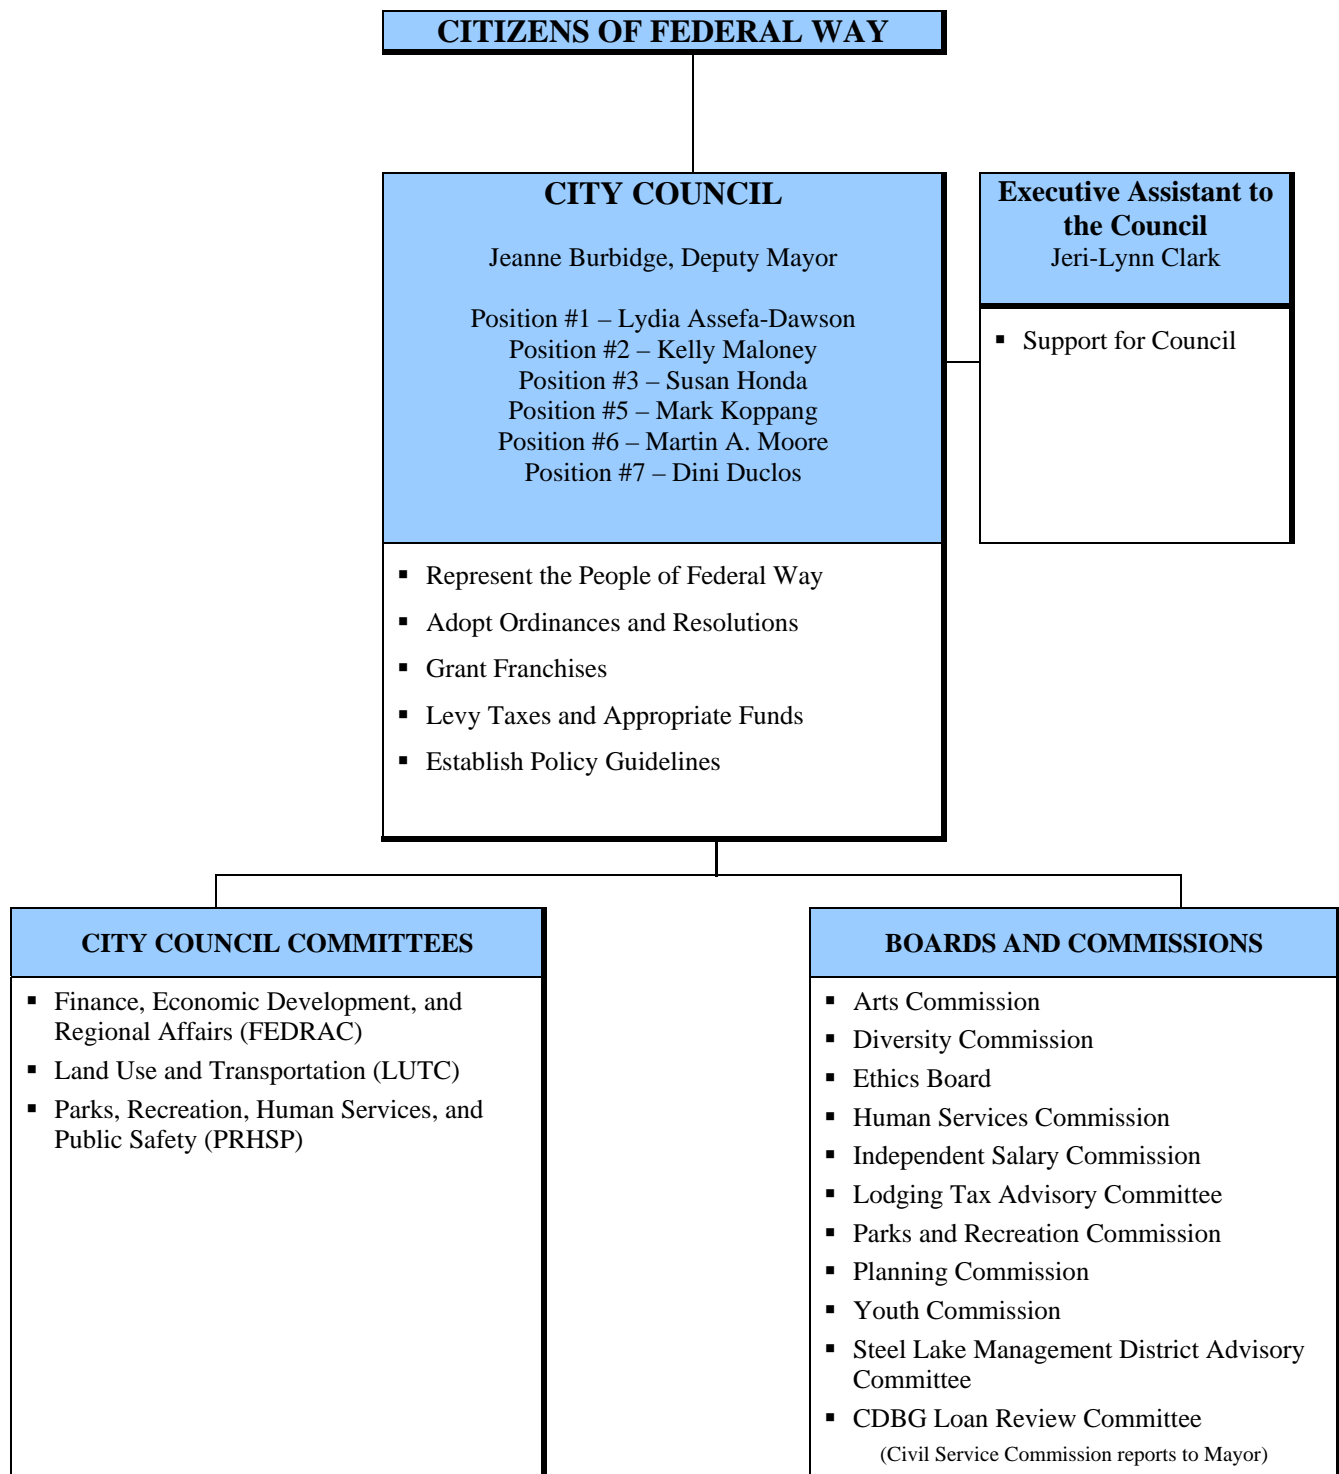 CITIZENS OF FEDERAL WAY
CITY COUNCIL
Jeanne Burbidge, Deputy Mayor
Position #1 – Lydia Assefa-Dawson
Position #2 – Kelly Maloney
Position #3 – Susan Honda
Position #5 – Mark Koppang
Position #6 – Martin A. Moore
Position #7 – Dini Duclos
▪ Represent the People of Federal Way
▪ Adopt Ordinances and Resolutions
▪ Grant Franchises
▪ Levy Taxes and Appropriate Funds
▪ Establish Policy Guidelines
Executive Assistant to
the Council
Jeri-Lynn Clark
▪ Support for Council
CITY COUNCIL COMMITTEES
▪ Finance, Economic Development, and
Regional Affairs (FEDRAC)
▪ Land Use and Transportation (LUTC)
▪ Parks, Recreation, Human Services, and
Public Safety (PRHSP)
BOARDS AND COMMISSIONS
▪ Arts Commission
▪ Diversity Commission
▪ Ethics Board
▪ Human Services Commission
▪ Independent Salary Commission
▪ Lodging Tax Advisory Committee
▪ Parks and Recreation Commission
▪ Planning Commission
▪ Youth Commission
▪ Steel Lake Management District Advisory
Committee
▪ CDBG Loan Review Committee
(Civil Service Commission reports to Mayor)